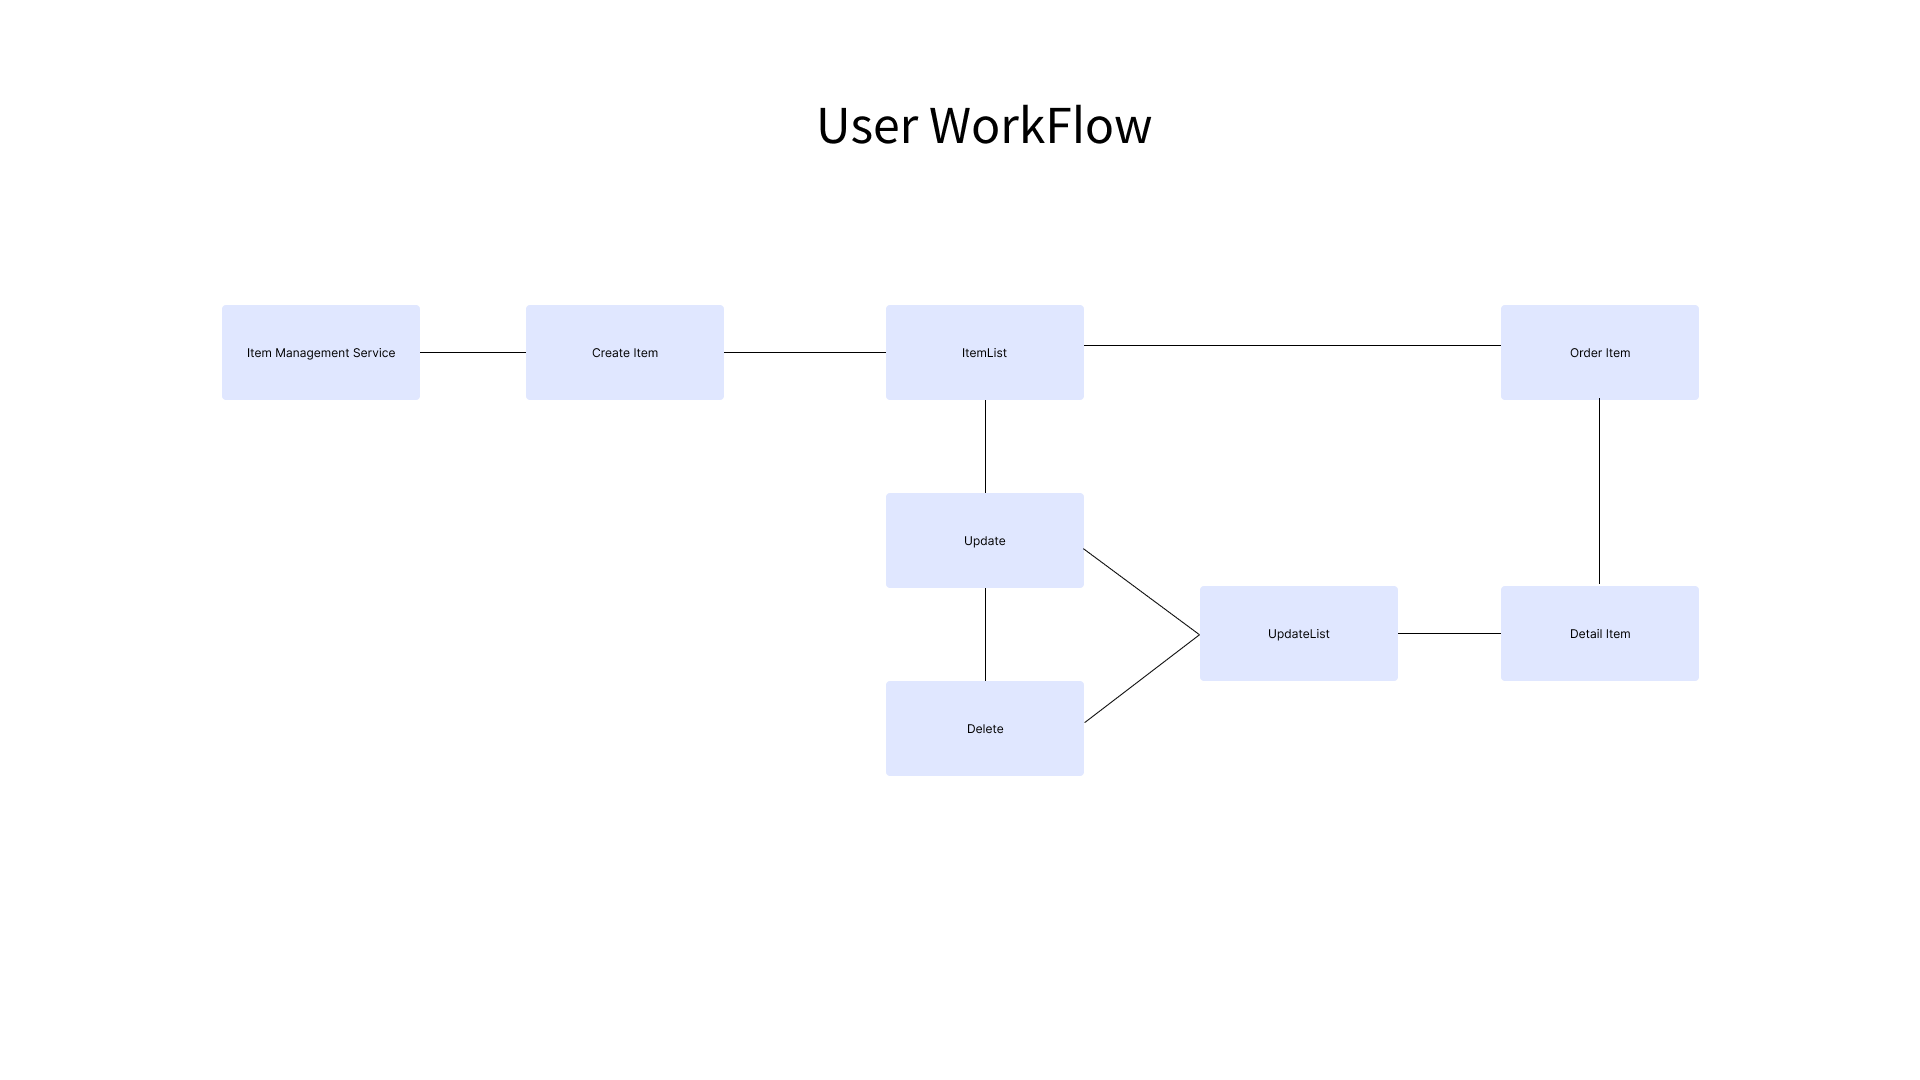 User WorkFlow
Item Management Service
Create Item
ItemList
Order Item
Update
UpdateList
Detail Item
Delete